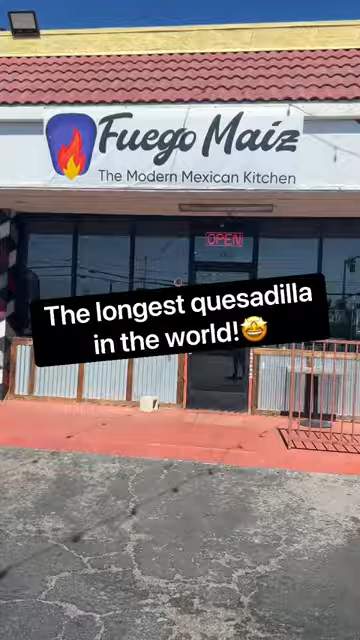 Fuego Maiz
The Modern Mexican Kitchen
OPEN
The longest quesadilla
in the world!🤩